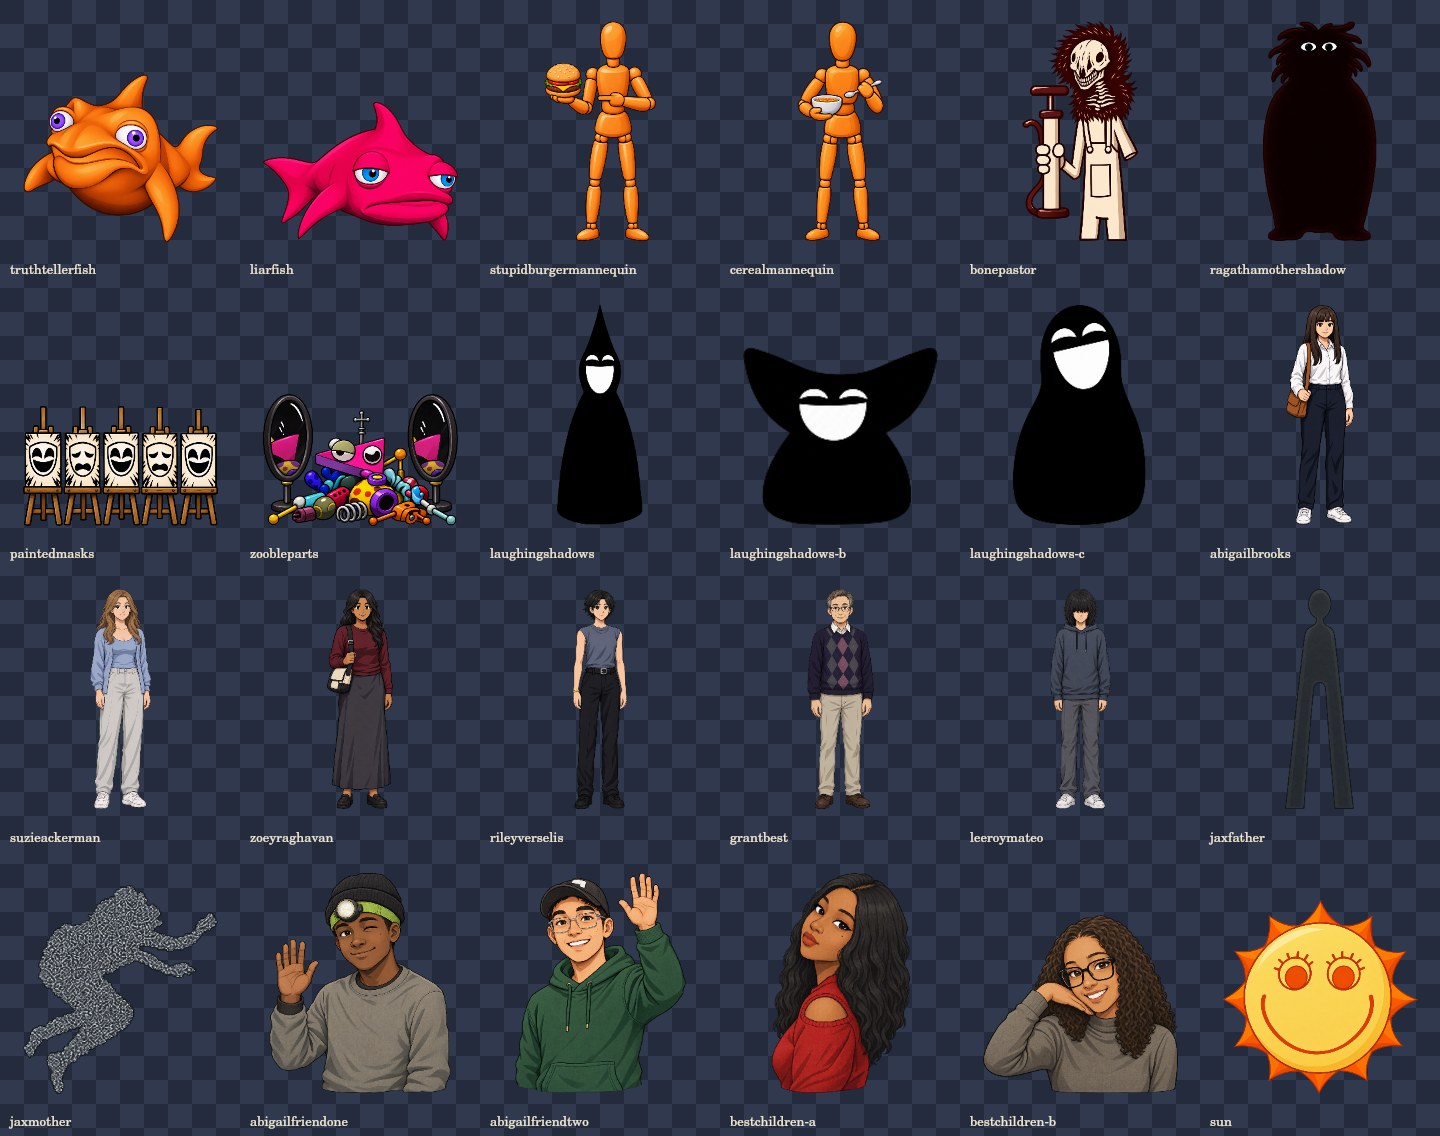 truthtellerfish
liarfish
stupidburgermannequin
cerealmannequin
bonepastor
ragathamothershadow
paintedmasks
zoobleparts
laughingshadows
laughingshadows-b
laughingshadows-c
abigailbrooks
suzieackerman
zoeyraghavan
rileyverselis
grantbest
leeroymateo
jaxfather
jaxmother
abigailfriendone
abigailfriendtwo
bestchildren-a
bestchildren-b
sun